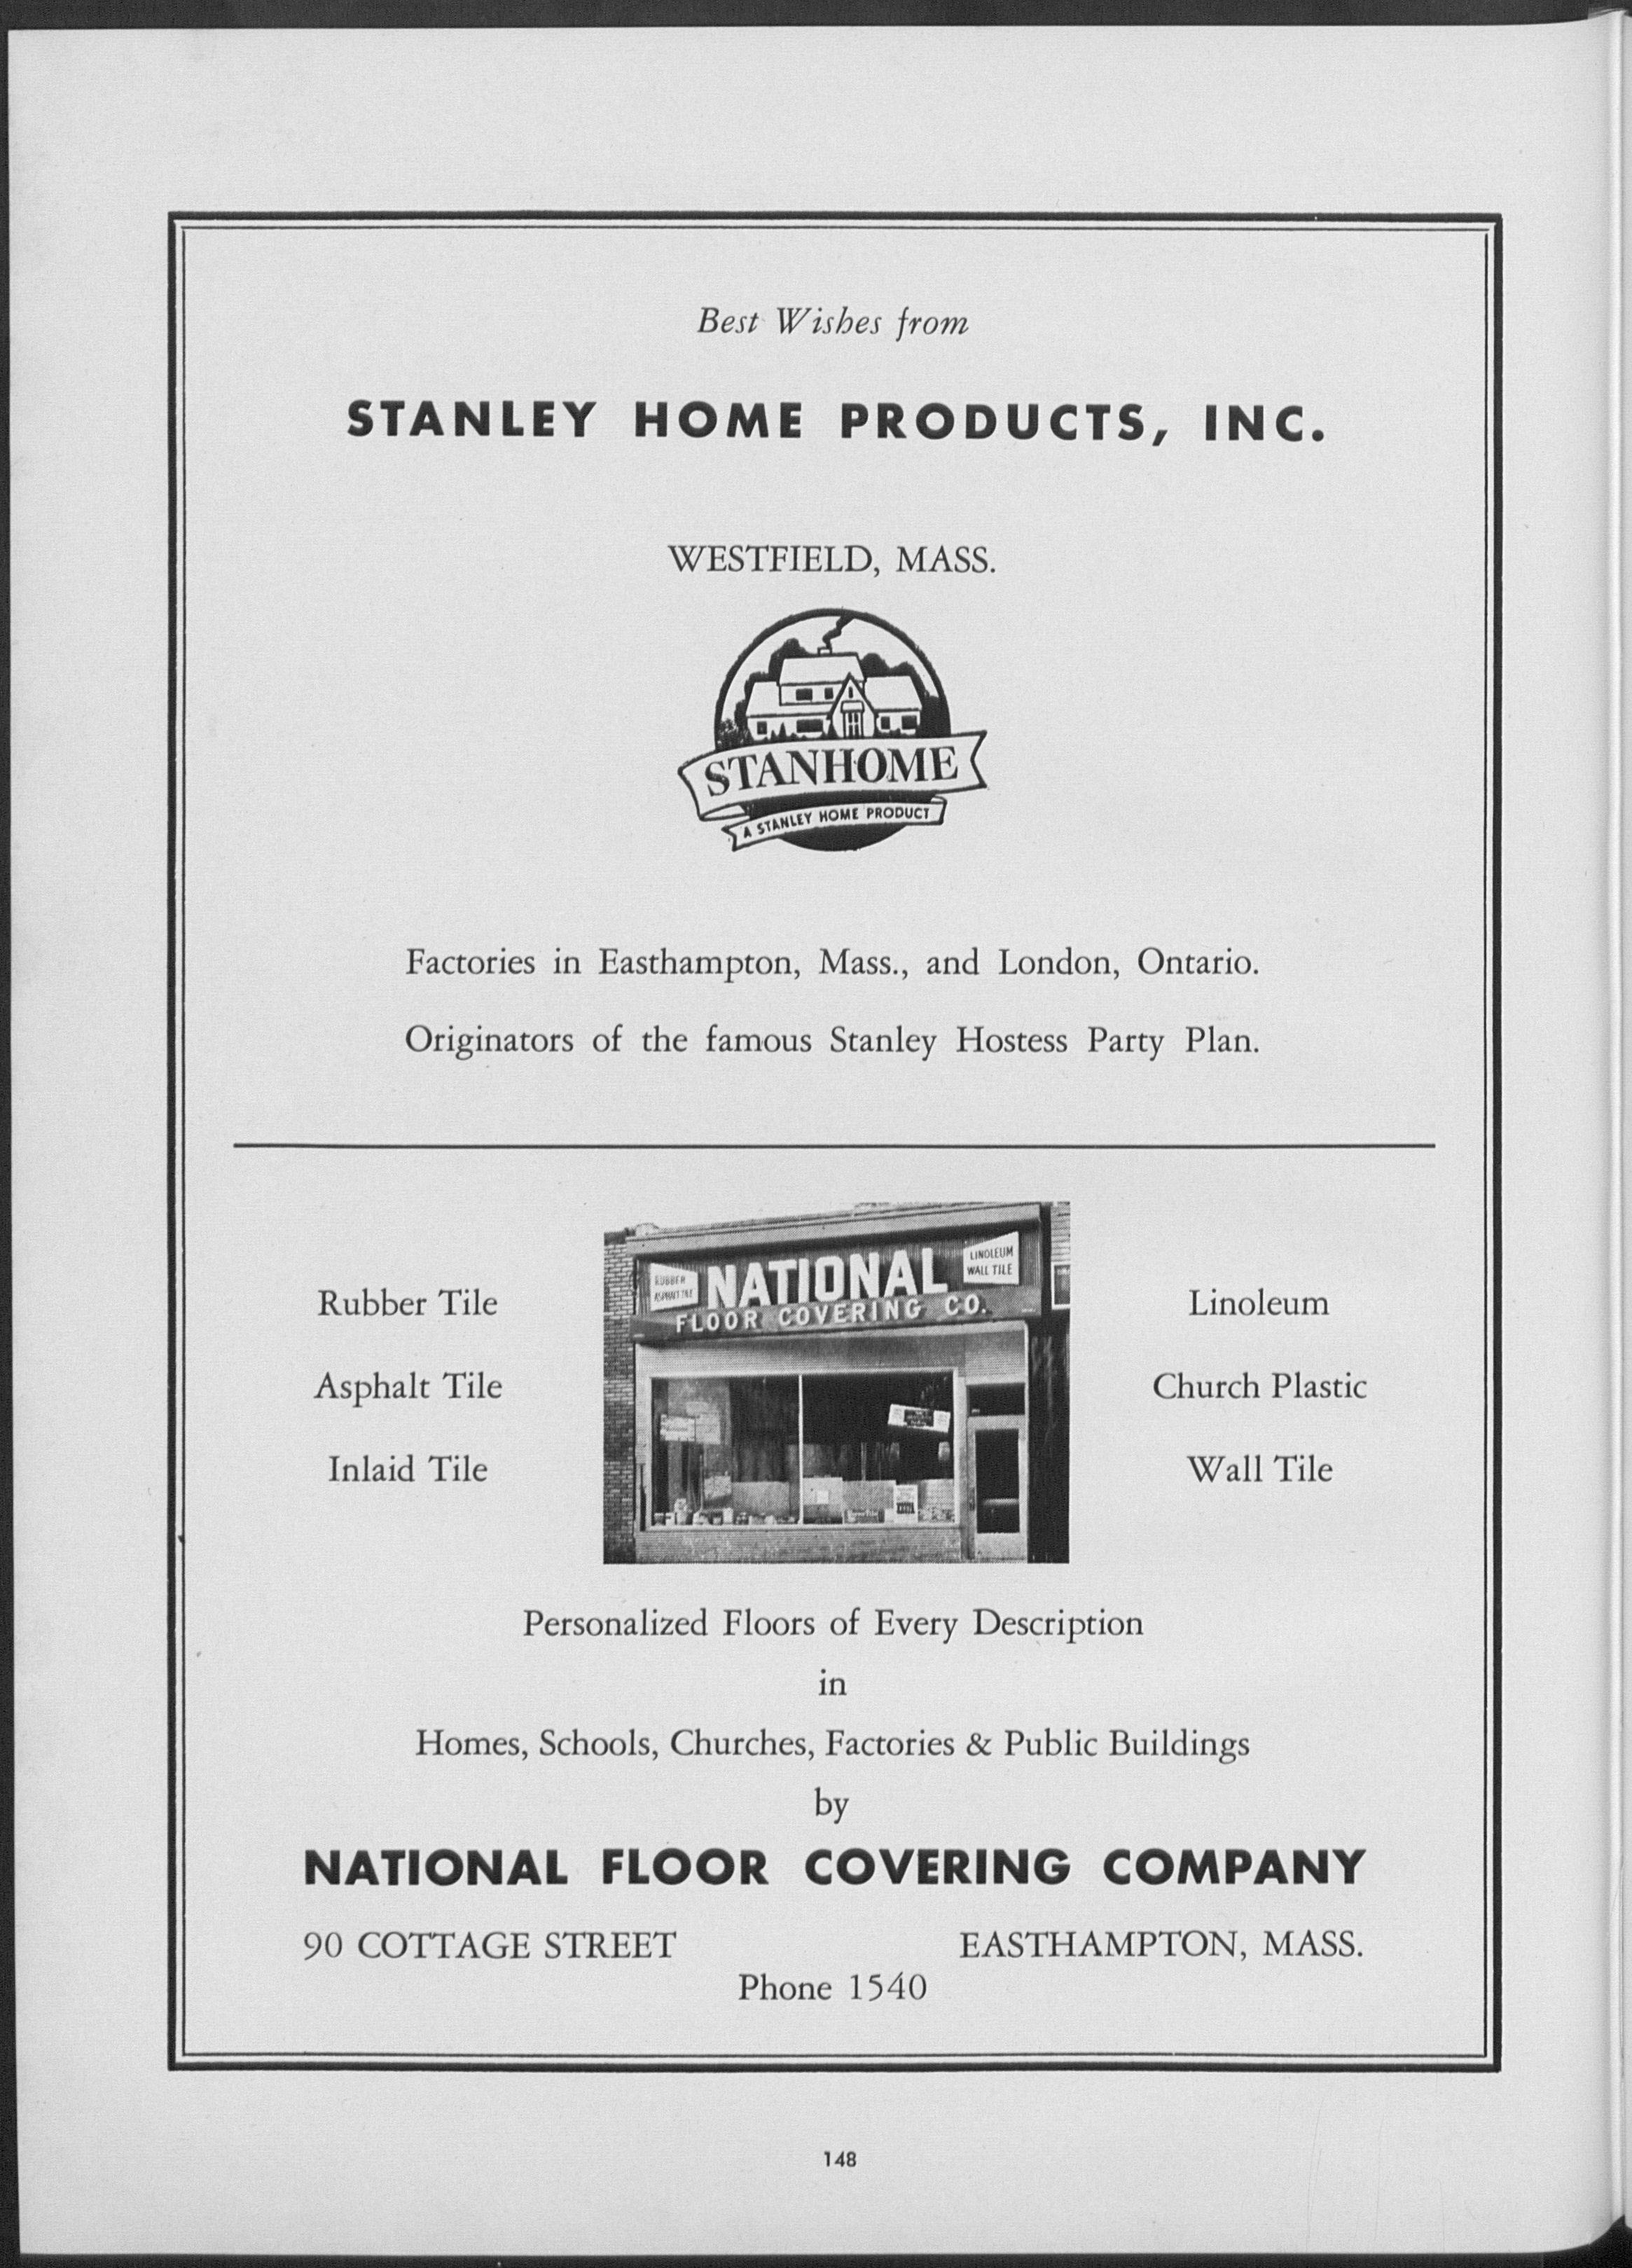 Best Wishes from
STANLEY HOME PRODUCTS, INC.
WESTFIELD, MASS.
STANHOME
A STANLEY HOME PRODUCT
Factories in Easthampton, Mass., and London, Ontario.
Originators of the famous Stanley Hostess Party Plan.
Rubber Tile
Asphalt Tile
Inlaid Tile
RUBBER
ASPHALT TILE
NATIONAL
LINOLEUM
WALL TILE
FLOOR COVERING CO.
Linoleum
Church Plastic
Wall Tile
Personalized Floors of Every Description
in
Homes, Schools, Churches, Factories & Public Buildings
by
NATIONAL FLOOR COVERING COMPANY
90 COTTAGE STREET EASTHAMPTON, MASS.
Phone 1540
148